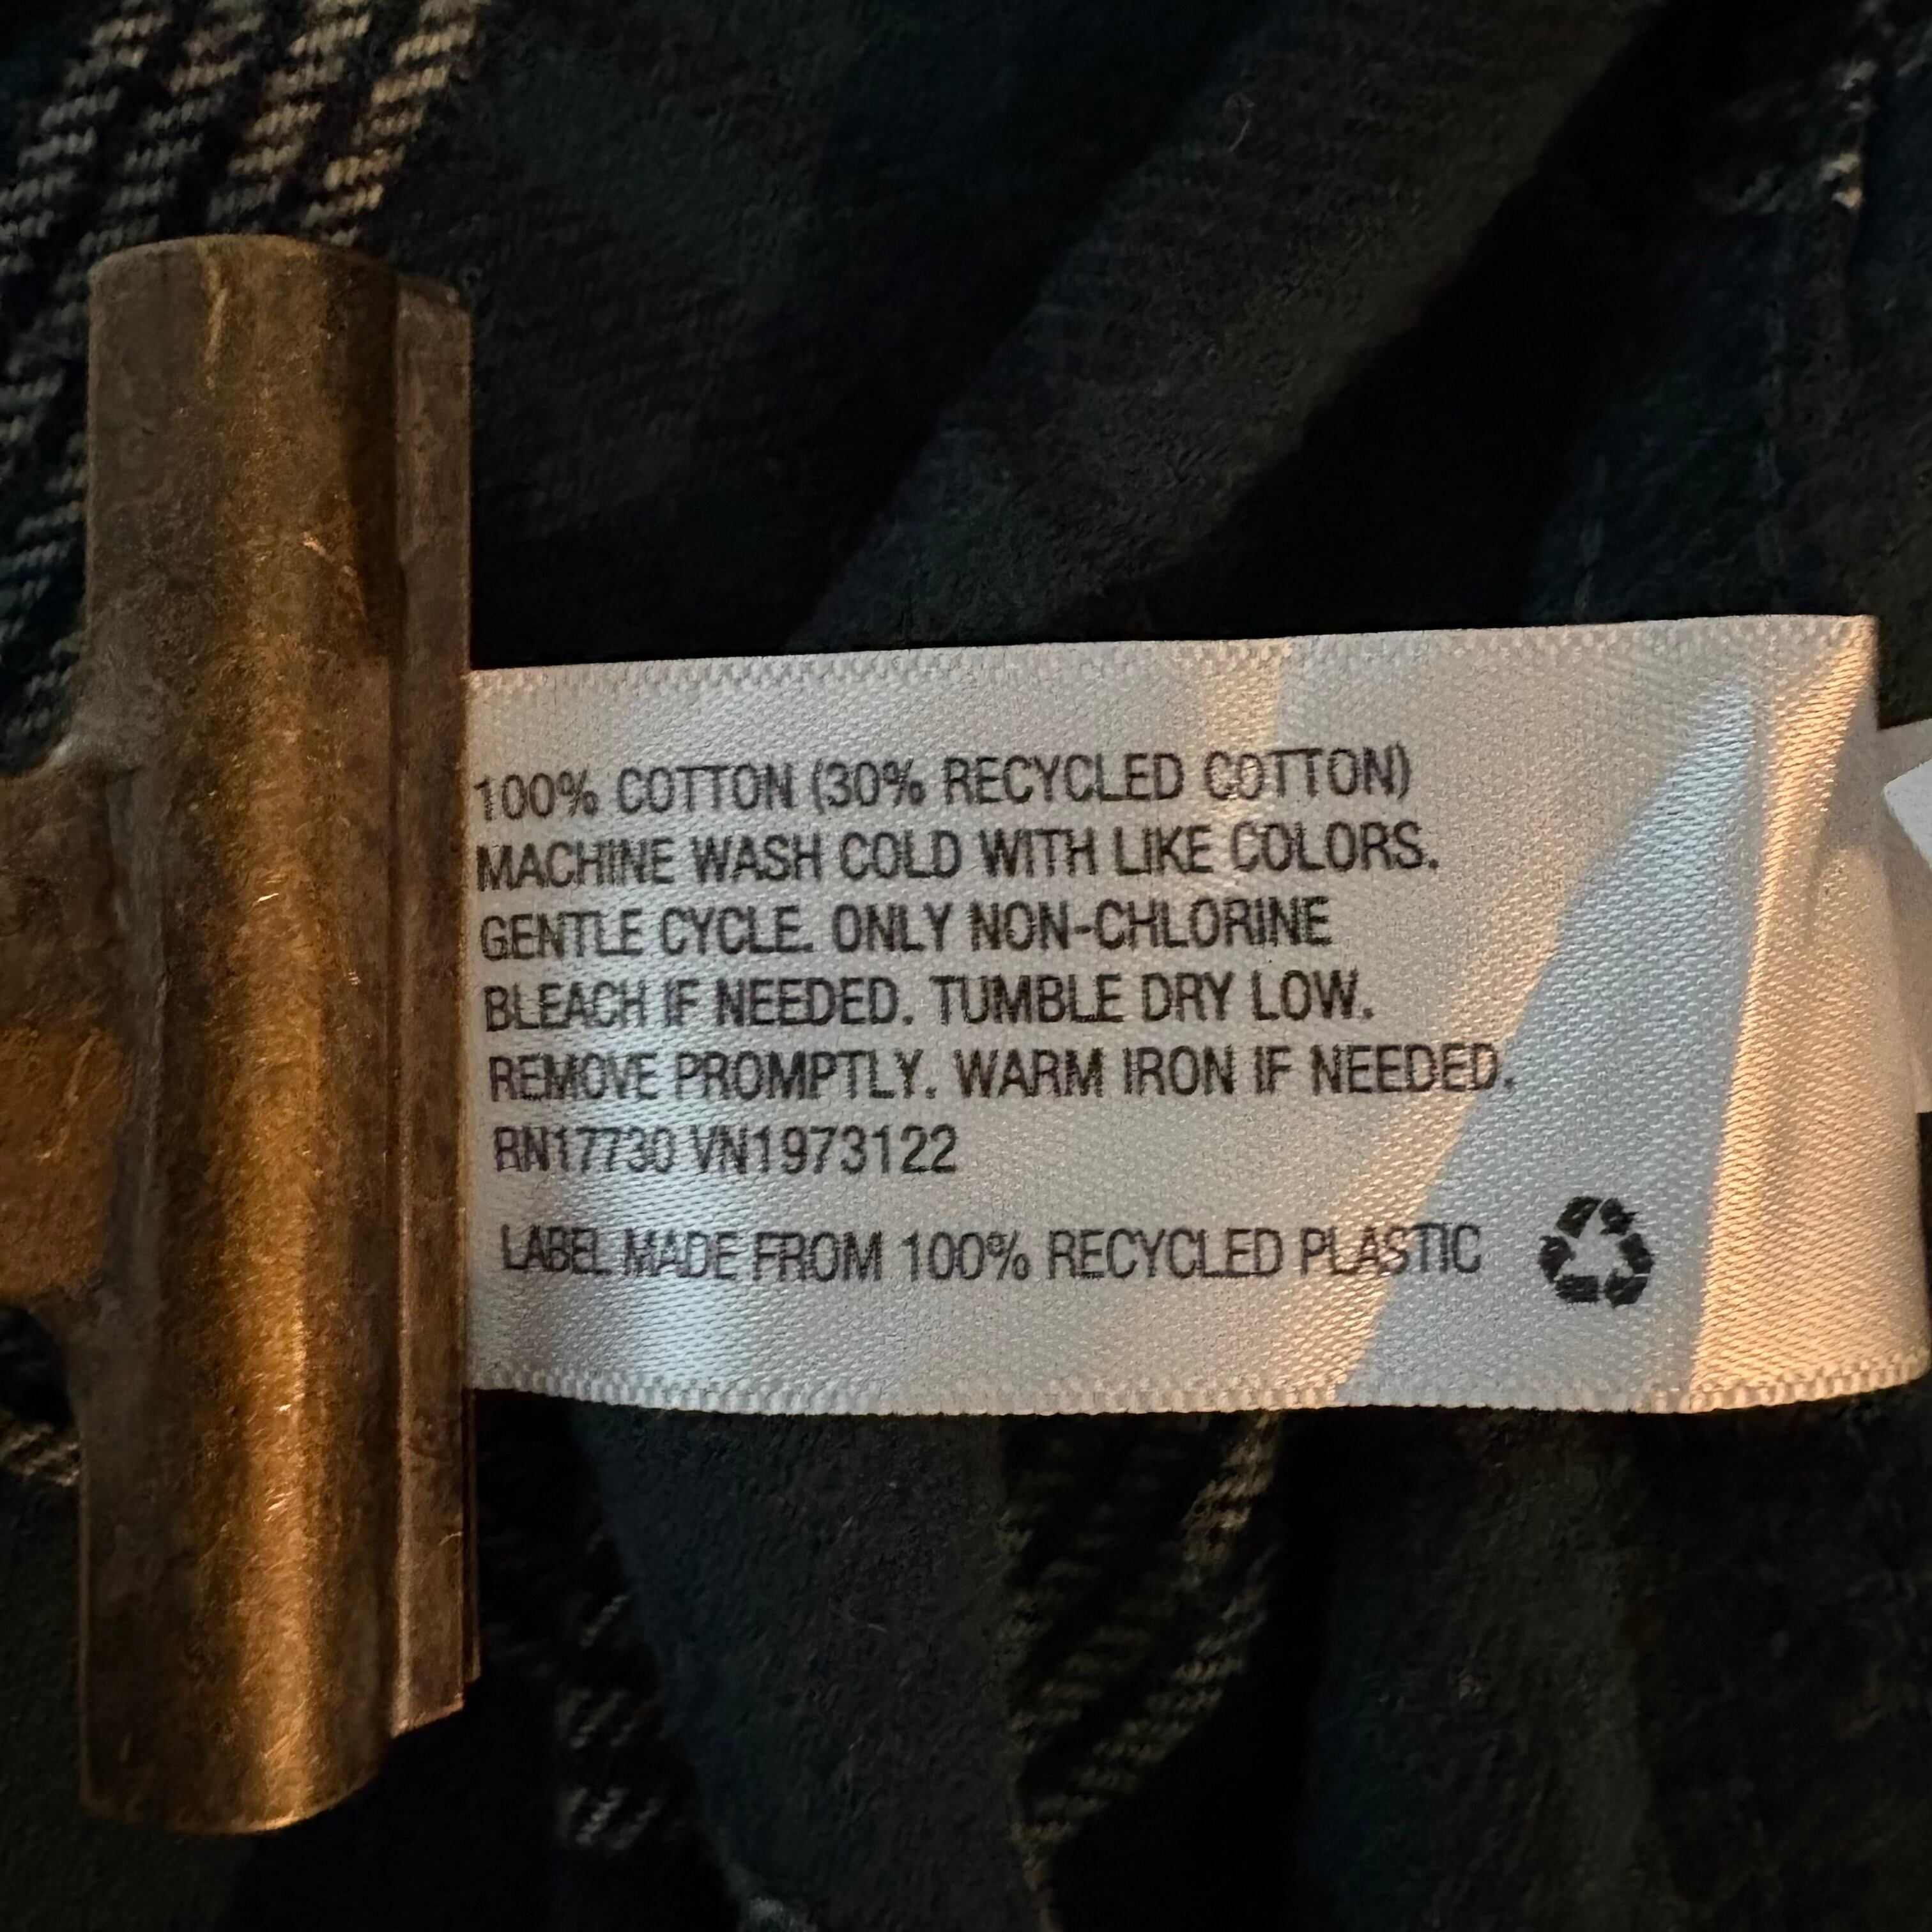 100% COTTON (30% RECYCLED COTTON)
MACHINE WASH COLD WITH LIKE COLORS.
GENTLE CYCLE. ONLY NON-CHLORINE
BLEACH IF NEEDED. TUMBLE DRY LOW.
REMOVE PROMPTLY. WARM IRON IF NEEDED.
RN17730 VN1973122
LABEL MADE FROM 100% RECYCLED PLASTIC